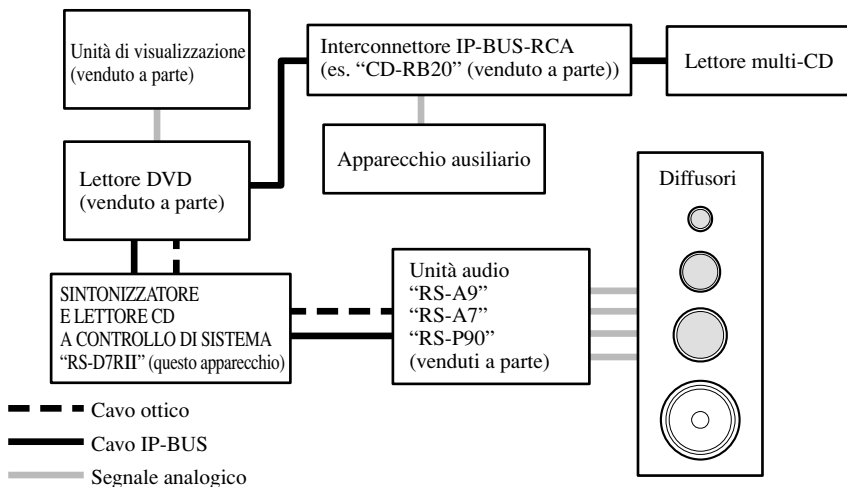 Unità di visualizzazione
(venduto a parte)
Interconnettore IP-BUS-RCA
(es. “CD-RB20” (venduto a parte))
Lettore multi-CD
Apparecchio ausiliario
Lettore DVD
(venduto a parte)
Diffusori
SINTONIZZATORE
E LETTORE CD
A CONTROLLO DI SISTEMA
“RS-D7RII” (questo apparecchio)
Unità audio
“RS-A9”
“RS-A7”
“RS-P90”
(venduti a parte)
Cavo ottico
Cavo IP-BUS
Segnale analogico